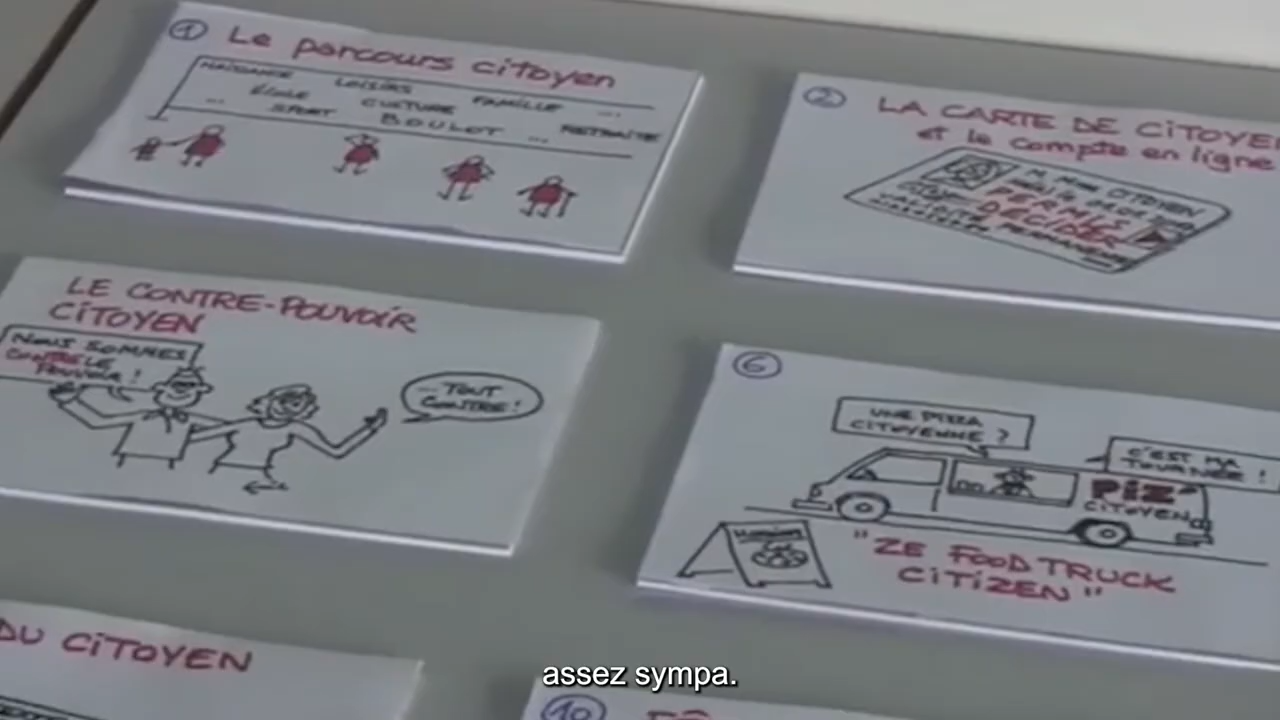 1 Le parcours citoyen
NAISSANCE LOISIRS FAMILLE ...
... ÉCOLE CULTURE ... RETRAITE
SPORT BOULOT
2 LA CARTE DE CITOYEN
et le compte en ligne
CITOYEN
PERMIS
DÉCIDER
LE CONTRE-POUVOIR
CITOYEN
NOUS SOMMES
CONTRE LE
POUVOIR !
... TOUT
CONTRE !
6
UNE PIZZA
CITOYENNE ?
C'EST MA
TOURNÉE !
PIZ'
CITOYEN
"ZE FOOD TRUCK
CITIZEN"
DU CITOYEN
10
assez sympa.